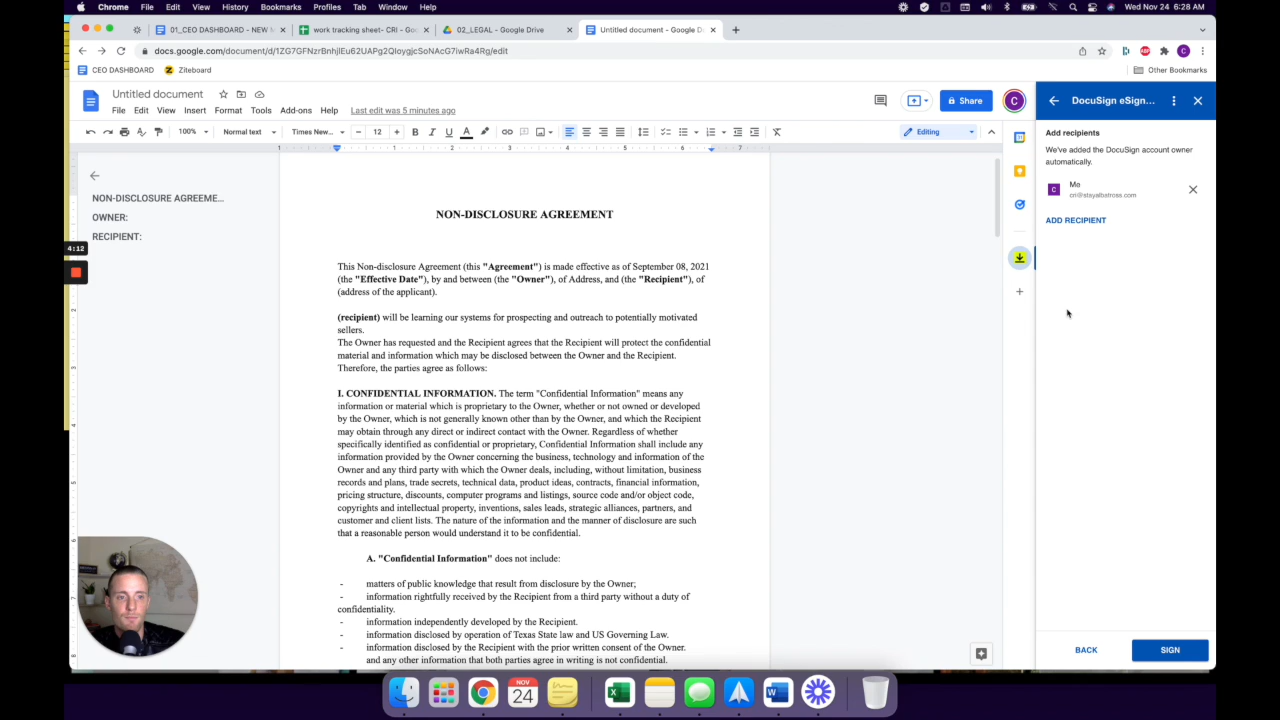 Chrome File Edit View History Bookmarks Profiles Tab Window Help
Wed Nov 24 6:28 AM
01_CEO DASHBOARD - NEW M
work tracking sheet- CRI - Goo
02_LEGAL - Google Drive
Untitled document - Google D
docs.google.com/document/d/1ZG7GFNzrBnhjIEu62UAPg2QIoygjcSoNAcG7iwRa4Rg/edit
CEO DASHBOARD
Ziteboard
Other Bookmarks
Untitled document
File Edit View Insert Format Tools Add-ons Help Last edit was 5 minutes ago
Share
C
100% Normal text Times New... 12 Editing
1 1 2 3 4 5 6 7
NON-DISCLOSURE AGREEME...
OWNER:
RECIPIENT:
4:12
NON-DISCLOSURE AGREEMENT
This Non-disclosure Agreement (this "Agreement") is made effective as of September 08, 2021
(the "Effective Date"), by and between (the "Owner"), of Address, and (the "Recipient"), of
(address of the applicant).
(recipient) will be learning our systems for prospecting and outreach to potentially motivated
sellers.
The Owner has requested and the Recipient agrees that the Recipient will protect the confidential
material and information which may be disclosed between the Owner and the Recipient.
Therefore, the parties agree as follows:
I. CONFIDENTIAL INFORMATION. The term "Confidential Information" means any
information or material which is proprietary to the Owner, whether or not owned or developed
by the Owner, which is not generally known other than by the Owner, and which the Recipient
may obtain through any direct or indirect contact with the Owner. Regardless of whether
specifically identified as confidential or proprietary, Confidential Information shall include any
information provided by the Owner concerning the business, technology and information of the
Owner and any third party with which the Owner deals, including, without limitation, business
records and plans, trade secrets, technical data, product ideas, contracts, financial information,
pricing structure, discounts, computer programs and listings, source code and/or object code,
copyrights and intellectual property, inventions, sales leads, strategic alliances, partners, and
customer and client lists. The nature of the information and the manner of disclosure are such
that a reasonable person would understand it to be confidential.
A. "Confidential Information" does not include:
- matters of public knowledge that result from disclosure by the Owner;
- information rightfully received by the Recipient from a third party without a duty of
confidentiality.
- information independently developed by the Recipient.
- information disclosed by operation of Texas State law and US Governing Law.
- information disclosed by the Recipient with the prior written consent of the Owner.
and any other information that both parties agree in writing is not confidential.
DocuSign eSign...
Add recipients
We've added the DocuSign account owner
automatically.
C Me
cri@stayalbatross.com
ADD RECIPIENT
BACK SIGN
NOV
24